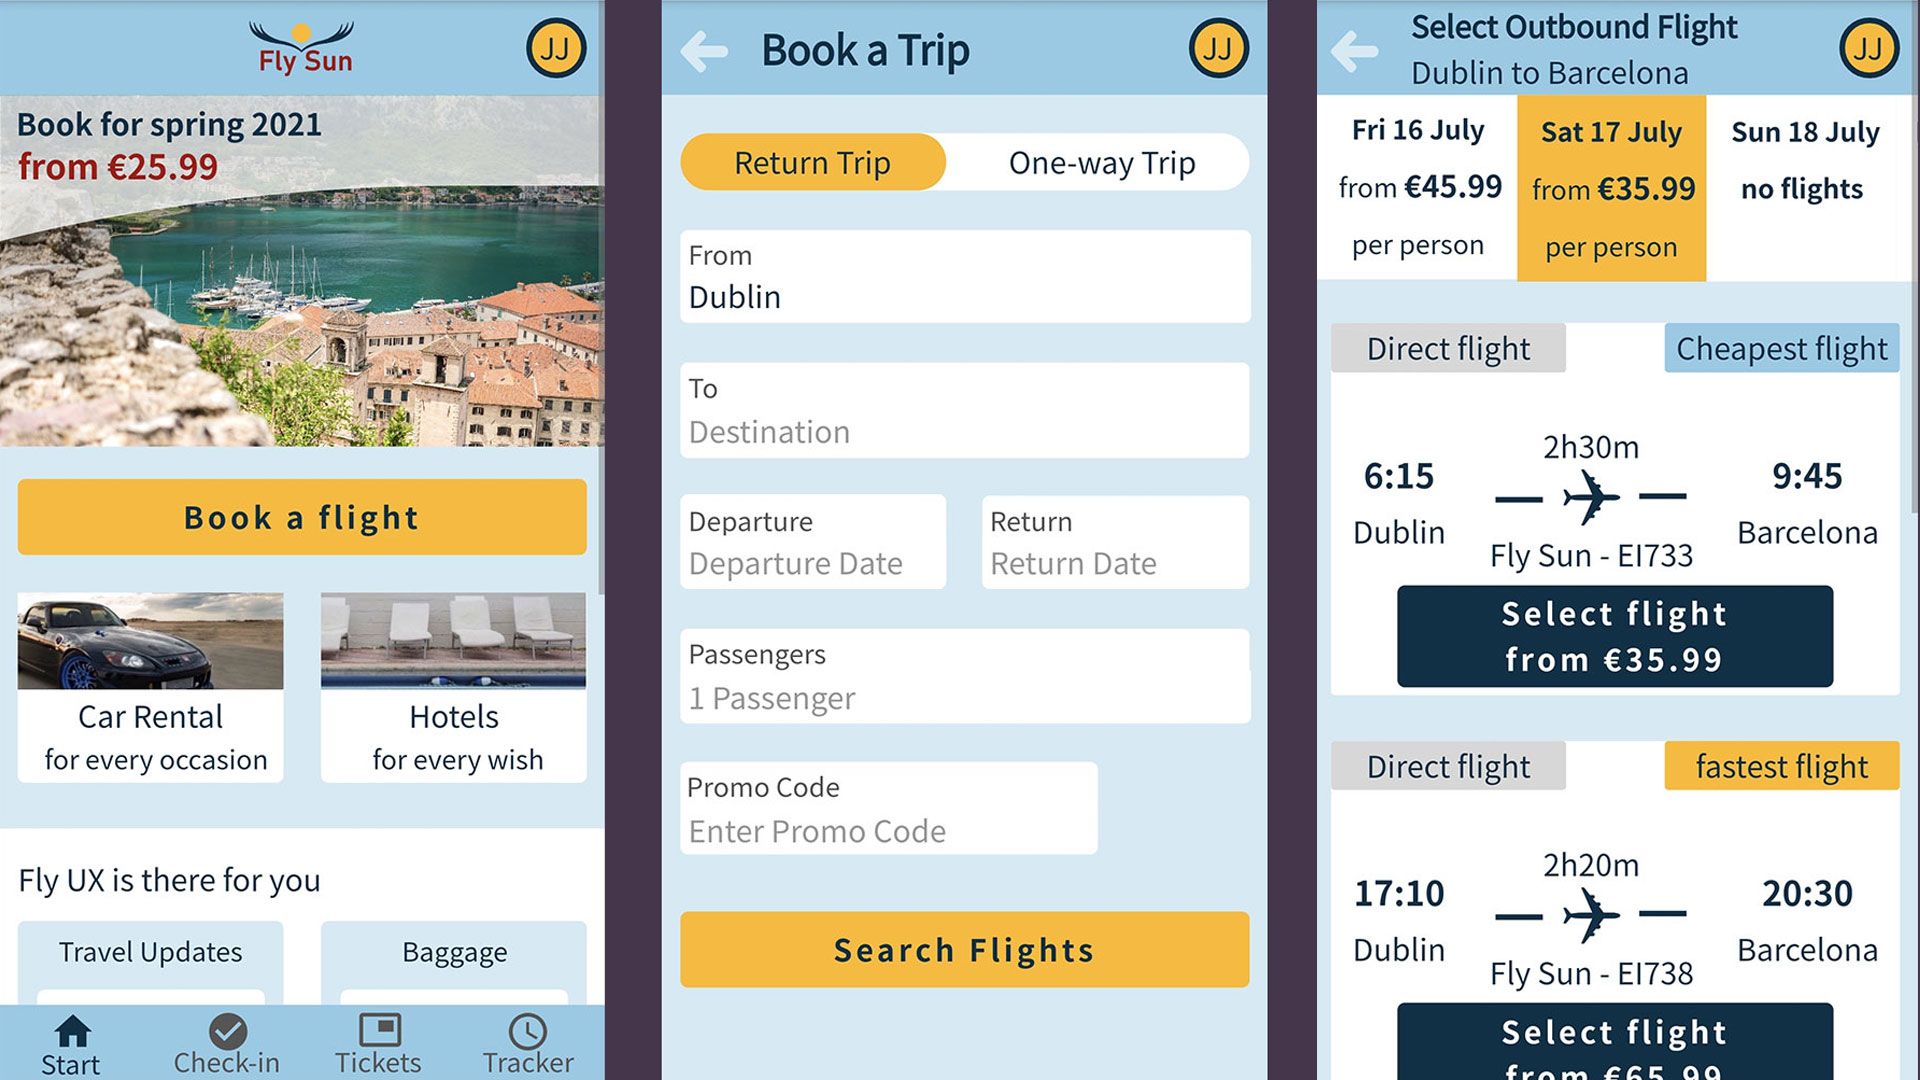 Fly Sun
JJ
Book for spring 2021
from €25.99
Book a flight
Car Rental
for every occasion
Hotels
for every wish
Fly UX is there for you
Travel Updates
Baggage
Start
Check-in
Tickets
Tracker
Book a Trip
JJ
Return Trip
One-way Trip
From
Dublin
To
Destination
Departure
Departure Date
Return
Return Date
Passengers
1 Passenger
Promo Code
Enter Promo Code
Search Flights
Select Outbound Flight
Dublin to Barcelona
JJ
Fri 16 July
from €45.99
per person
Sat 17 July
from €35.99
per person
Sun 18 July
no flights
Direct flight
Cheapest flight
2h30m
6:15
9:45
Dublin
Barcelona
Fly Sun - EI733
Select flight
from €35.99
Direct flight
fastest flight
2h20m
17:10
20:30
Dublin
Barcelona
Fly Sun - EI738
Select flight
from €65.99